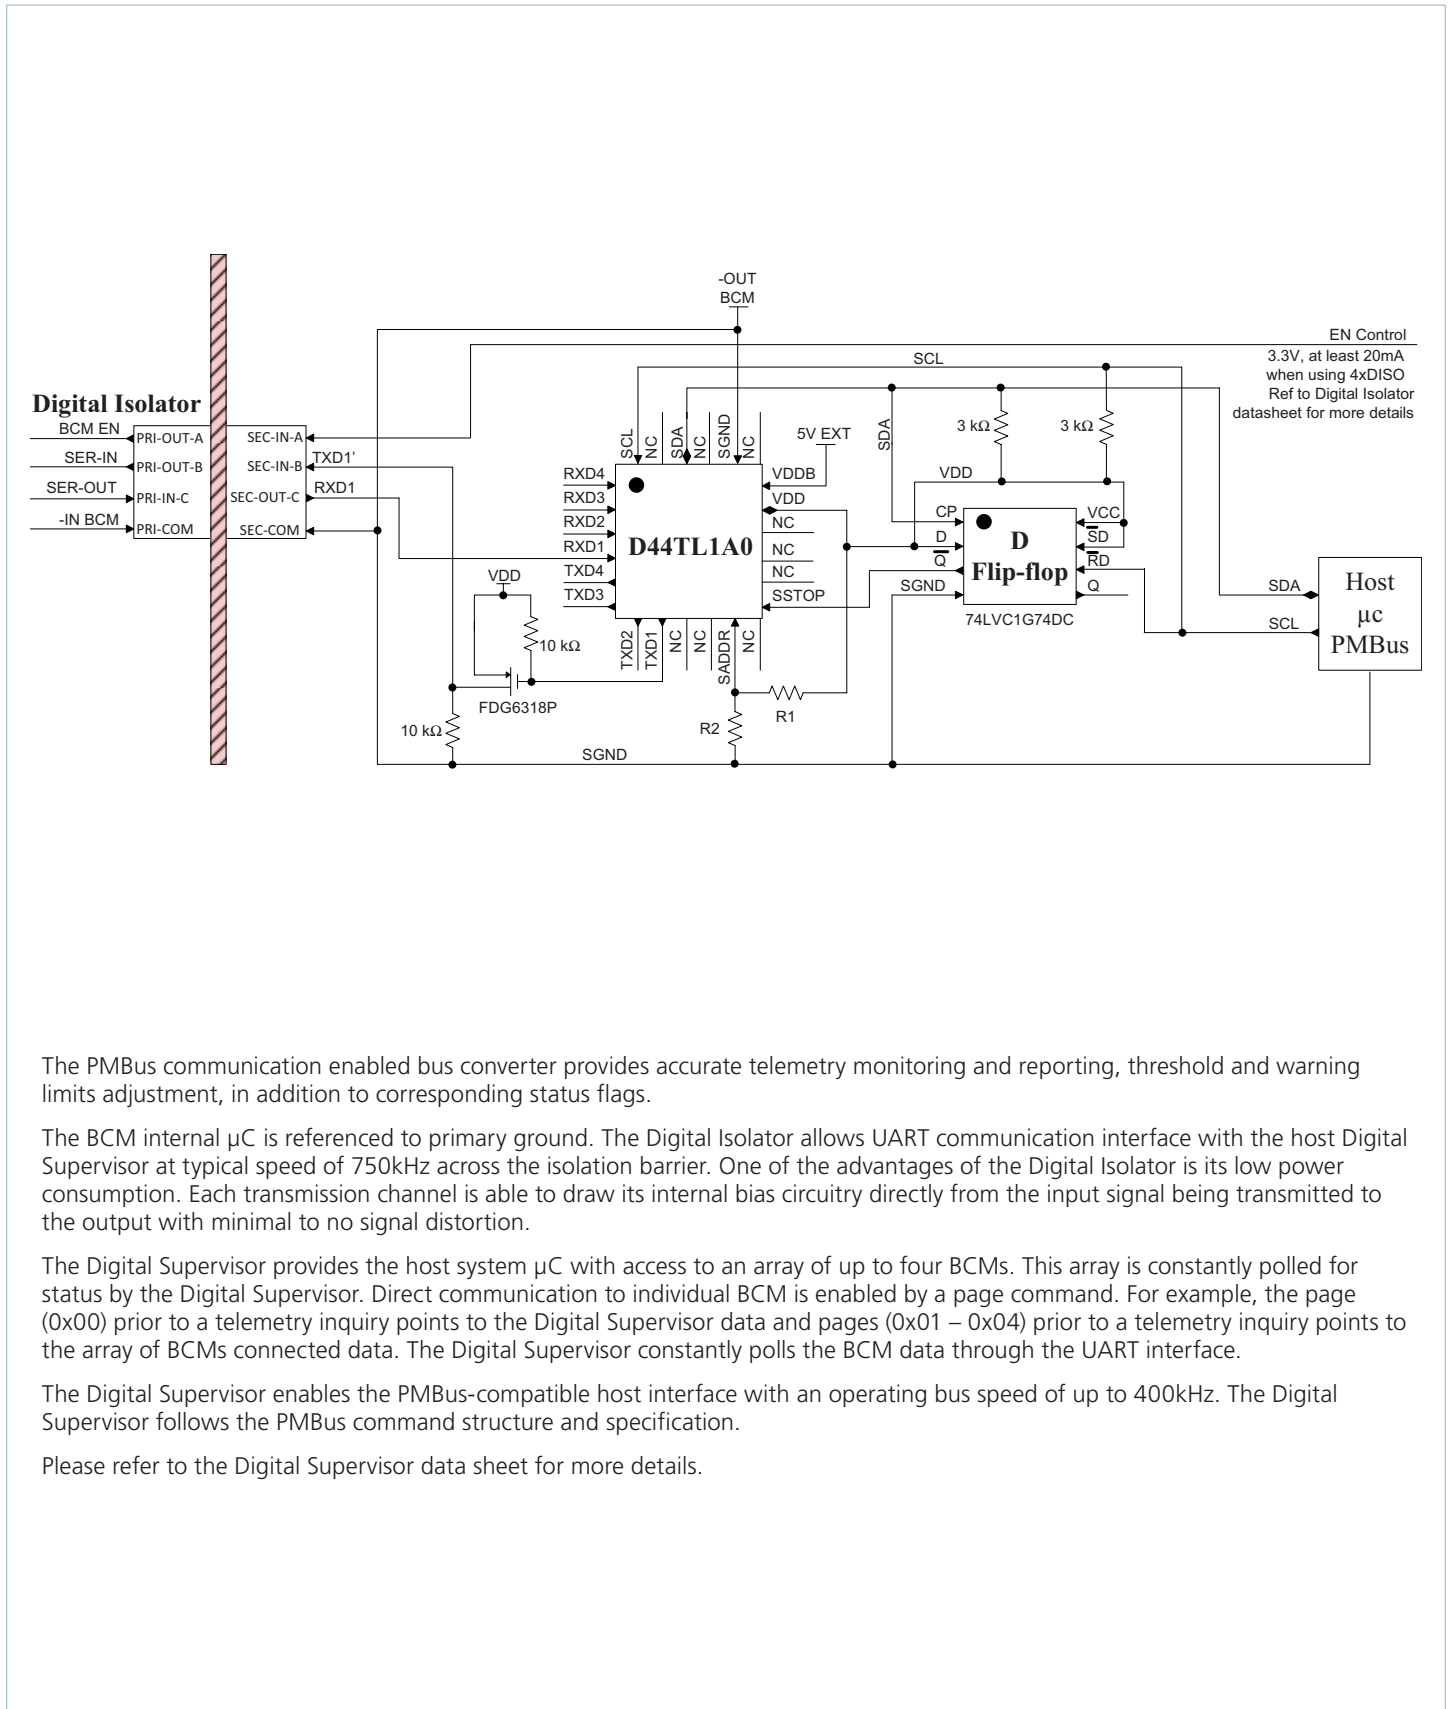 -OUT
BCM
EN Control
3.3V, at least 20mA
when using 4xDISO
Ref to Digital Isolator
datasheet for more details
SCL
Digital Isolator
BCM EN
SER-IN
SER-OUT
-IN BCM
PRI-OUT-A
PRI-OUT-B
PRI-IN-C
PRI-COM
SEC-IN-A
SEC-IN-B
SEC-OUT-C
SEC-COM
TXD1'
RXD1
VDD
10 kΩ
FDG6318P
10 kΩ
SCL
NC
SDA
NC
SGND
NC
RXD4
RXD3
RXD2
RXD1
TXD4
TXD3
D44TL1A0
5V EXT
VDDB
VDD
NC
NC
NC
SSTOP
TXD2
TXD1
NC
NC
SADDR
NC
R1
R2
SGND
SDA
3 kΩ
3 kΩ
VDD
CP
D
Q
SGND
D
Flip-flop
VCC
SD
RD
Q
74LVC1G74DC
SDA
SCL
Host
µc
PMBus
The PMBus communication enabled bus converter provides accurate telemetry monitoring and reporting, threshold and warning
limits adjustment, in addition to corresponding status flags.
The BCM internal µC is referenced to primary ground. The Digital Isolator allows UART communication interface with the host Digital
Supervisor at typical speed of 750kHz across the isolation barrier. One of the advantages of the Digital Isolator is its low power
consumption. Each transmission channel is able to draw its internal bias circuitry directly from the input signal being transmitted to
the output with minimal to no signal distortion.
The Digital Supervisor provides the host system µC with access to an array of up to four BCMs. This array is constantly polled for
status by the Digital Supervisor. Direct communication to individual BCM is enabled by a page command. For example, the page
(0x00) prior to a telemetry inquiry points to the Digital Supervisor data and pages (0x01 – 0x04) prior to a telemetry inquiry points to
the array of BCMs connected data. The Digital Supervisor constantly polls the BCM data through the UART interface.
The Digital Supervisor enables the PMBus-compatible host interface with an operating bus speed of up to 400kHz. The Digital
Supervisor follows the PMBus command structure and specification.
Please refer to the Digital Supervisor data sheet for more details.